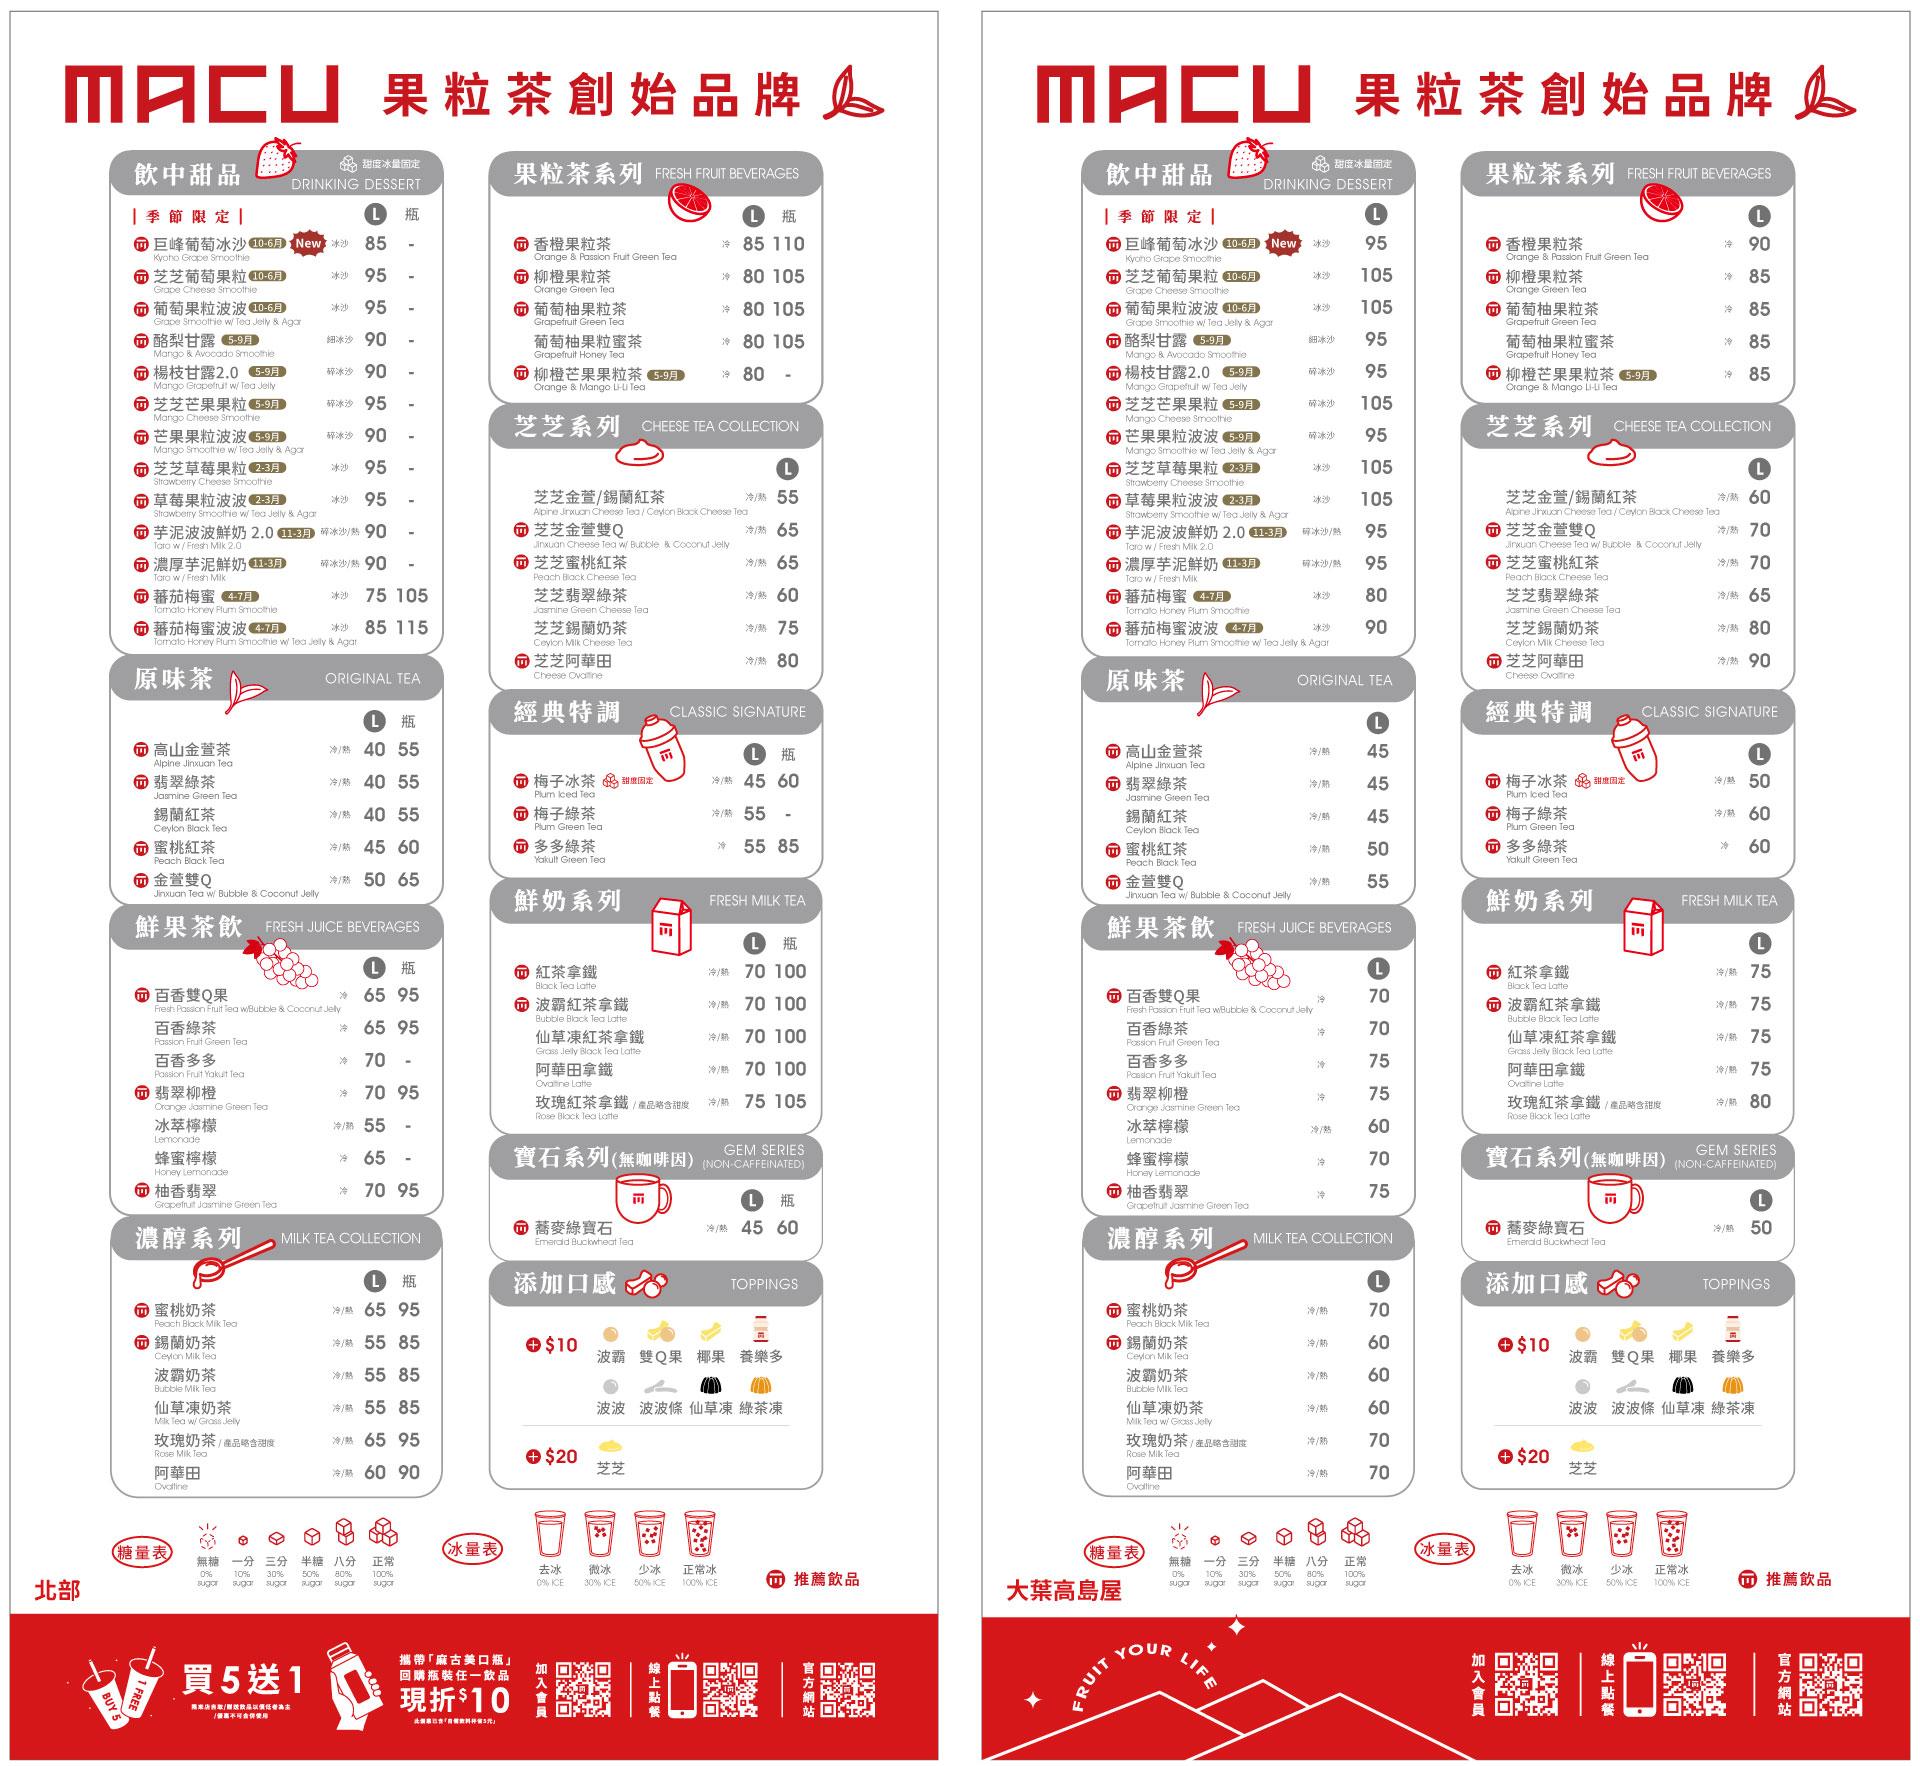 MACU 果粒茶創始品牌
飲中甜品
甜度冰量固定
DRINKING DESSERT
季節限定
L 瓶
巨峰葡萄冰沙 10-6月 New 冰沙 85 -
Kyoho Grape Smoothie
芝芝葡萄果粒 10-6月 冰沙 95 -
Grape Cheese Smoothie
葡萄果粒波波 10-6月 冰沙 95 -
Grape Smoothie w/ Tea Jelly & Agar
酪梨甘露 5-9月 細冰沙 90 -
Mango & Avocado Smoothie
楊枝甘露2.0 5-9月 碎冰沙 90 -
Mango Grapefruit w/ Tea Jelly
芝芝芒果果粒 5-9月 碎冰沙 95 -
Mango Cheese Smoothie
芒果果粒波波 5-9月 碎冰沙 90 -
Mango Smoothie w/ Tea Jelly & Agar
芝芝草莓果粒 2-3月 冰沙 95 -
Strawberry Cheese Smoothie
草莓果粒波波 2-3月 冰沙 95 -
Strawberry Smoothie w/ Tea Jelly & Agar
芋泥波波鮮奶 2.0 11-3月 碎冰沙/熱 90 -
Taro w / Fresh Milk 2.0
濃厚芋泥鮮奶 11-3月 碎冰沙/熱 90 -
Taro w / Fresh Milk
蕃茄梅蜜 4-7月 冰沙 75 105
Tomato Honey Plum Smoothie
蕃茄梅蜜波波 4-7月 冰沙 85 115
Tomato Honey Plum Smoothie w/ Tea Jelly & Agar
原味茶 ORIGINAL TEA
L 瓶
高山金萱茶 冷/熱 40 55
Alpine Jinxuan Tea
翡翠綠茶 冷/熱 40 55
Jasmine Green Tea
錫蘭紅茶 冷/熱 40 55
Ceylon Black Tea
蜜桃紅茶 冷/熱 45 60
Peach Black Tea
金萱雙Q 冷/熱 50 65
Jinxuan Tea w/ Bubble & Coconut Jelly
鮮果茶飲 FRESH JUICE BEVERAGES
L 瓶
百香雙Q果 冷 65 95
Fresh Passion Fruit Tea w/Bubble & Coconut Jelly
百香綠茶 冷 65 95
Passion Fruit Green Tea
百香多多 冷 70 -
Passion Fruit Yakult Tea
翡翠柳橙 冷 70 95
Orange Jasmine Green Tea
冰萃檸檬 冷/熱 55 -
Lemonade
蜂蜜檸檬 冷 65 -
Honey Lemonade
柚香翡翠 冷 70 95
Grapefruit Jasmine Green Tea
濃醇系列 MILK TEA COLLECTION
L 瓶
蜜桃奶茶 冷/熱 65 95
Peach Black Milk Tea
錫蘭奶茶 冷/熱 55 85
Ceylon Milk Tea
波霸奶茶 冷/熱 55 85
Bubble Milk Tea
仙草凍奶茶 冷/熱 55 85
Milk Tea w/ Grass Jelly
玫瑰奶茶 / 產品略含甜度 冷/熱 65 95
Rose Milk Tea
阿華田 冷/熱 60 90
Ovaltine
果粒茶系列 FRESH FRUIT BEVERAGES
L 瓶
香橙果粒茶 冷 85 110
Orange & Passion Fruit Green Tea
柳橙果粒茶 冷 80 105
Orange Green Tea
葡萄柚果粒茶 冷 80 105
Grapefruit Green Tea
葡萄柚果粒蜜茶 冷 80 105
Grapefruit Honey Tea
柳橙芒果果粒茶 5-9月 冷 80 -
Orange & Mango Li-Li Tea
芝芝系列 CHEESE TEA COLLECTION
L
芝芝金萱/錫蘭紅茶 冷/熱 55
Alpine Jinxuan Cheese Tea / Ceylon Black Cheese Tea
芝芝金萱雙Q 冷/熱 65
Jinxuan Cheese Tea w/ Bubble & Coconut Jelly
芝芝蜜桃紅茶 冷/熱 65
Peach Black Cheese Tea
芝芝翡翠綠茶 冷/熱 60
Jasmine Green Cheese Tea
芝芝錫蘭奶茶 冷/熱 75
Ceylon Milk Cheese Tea
芝芝阿華田 冷/熱 80
Cheese Ovaltine
經典特調 CLASSIC SIGNATURE
L 瓶
梅子冰茶 甜度固定 冷/熱 45 60
Plum Iced Tea
梅子綠茶 冷/熱 55 -
Plum Green Tea
多多綠茶 冷 55 85
Yakult Green Tea
鮮奶系列 FRESH MILK TEA
L 瓶
紅茶拿鐵 冷/熱 70 100
Black Tea Latte
波霸紅茶拿鐵 冷/熱 70 100
Bubble Black Tea Latte
仙草凍紅茶拿鐵 冷/熱 70 100
Grass Jelly Black Tea Latte
阿華田拿鐵 冷/熱 70 100
Ovaltine Latte
玫瑰紅茶拿鐵 / 產品略含甜度 冷/熱 75 105
Rose Black Tea Latte
寶石系列(無咖啡因) GEM SERIES
(NON-CAFFEINATED)
L 瓶
蕎麥綠寶石 冷/熱 45 60
Emerald Buckwheat Tea
添加口感 TOPPINGS
+ $10
波霸 雙Q果 椰果 養樂多
波波 波波條 仙草凍 綠茶凍
+ $20
芝芝
糖量表
無糖 一分 三分 半糖 八分 正常
0% 10% 30% 50% 80% 100%
sugar sugar sugar sugar sugar sugar
冰量表
去冰 微冰 少冰 正常冰
0% ICE 30% ICE 50% ICE 100% ICE
北部
推薦飲品
BUY 5
1 FREE
買5送1
限來店自取/贈送飲品以價低者為主
/優惠不可合併使用
攜帶「麻古美口瓶」
回購瓶裝任一飲品
現折$10
此優惠已含「自備飲料杯省5元」
加入會員
線上點餐
官方網站
MACU 果粒茶創始品牌
飲中甜品
甜度冰量固定
DRINKING DESSERT
季節限定
L
巨峰葡萄冰沙 10-6月 New 冰沙 95
Kyoho Grape Smoothie
芝芝葡萄果粒 10-6月 冰沙 105
Grape Cheese Smoothie
葡萄果粒波波 10-6月 冰沙 105
Grape Smoothie w/ Tea Jelly & Agar
酪梨甘露 5-9月 細冰沙 95
Mango & Avocado Smoothie
楊枝甘露2.0 5-9月 碎冰沙 95
Mango Grapefruit w/ Tea Jelly
芝芝芒果果粒 5-9月 碎冰沙 105
Mango Cheese Smoothie
芒果果粒波波 5-9月 碎冰沙 95
Mango Smoothie w/ Tea Jelly & Agar
芝芝草莓果粒 2-3月 冰沙 105
Strawberry Cheese Smoothie
草莓果粒波波 2-3月 冰沙 105
Strawberry Smoothie w/ Tea Jelly & Agar
芋泥波波鮮奶 2.0 11-3月 碎冰沙/熱 95
Taro w / Fresh Milk 2.0
濃厚芋泥鮮奶 11-3月 碎冰沙/熱 95
Taro w / Fresh Milk
蕃茄梅蜜 4-7月 冰沙 80
Tomato Honey Plum Smoothie
蕃茄梅蜜波波 4-7月 冰沙 90
Tomato Honey Plum Smoothie w/ Tea Jelly & Agar
原味茶 ORIGINAL TEA
L
高山金萱茶 冷/熱 45
Alpine Jinxuan Tea
翡翠綠茶 冷/熱 45
Jasmine Green Tea
錫蘭紅茶 冷/熱 45
Ceylon Black Tea
蜜桃紅茶 冷/熱 50
Peach Black Tea
金萱雙Q 冷/熱 55
Jinxuan Tea w/ Bubble & Coconut Jelly
鮮果茶飲 FRESH JUICE BEVERAGES
L
百香雙Q果 冷 70
Fresh Passion Fruit Tea w/Bubble & Coconut Jelly
百香綠茶 冷 70
Passion Fruit Green Tea
百香多多 冷 75
Passion Fruit Yakult Tea
翡翠柳橙 冷 75
Orange Jasmine Green Tea
冰萃檸檬 冷/熱 60
Lemonade
蜂蜜檸檬 冷 70
Honey Lemonade
柚香翡翠 冷 75
Grapefruit Jasmine Green Tea
濃醇系列 MILK TEA COLLECTION
L
蜜桃奶茶 冷/熱 70
Peach Black Milk Tea
錫蘭奶茶 冷/熱 60
Ceylon Milk Tea
波霸奶茶 冷/熱 60
Bubble Milk Tea
仙草凍奶茶 冷/熱 60
Milk Tea w/ Grass Jelly
玫瑰奶茶 / 產品略含甜度 冷/熱 70
Rose Milk Tea
阿華田 冷/熱 70
Ovaltine
果粒茶系列 FRESH FRUIT BEVERAGES
L
香橙果粒茶 冷 90
Orange & Passion Fruit Green Tea
柳橙果粒茶 冷 85
Orange Green Tea
葡萄柚果粒茶 冷 85
Grapefruit Green Tea
葡萄柚果粒蜜茶 冷 85
Grapefruit Honey Tea
柳橙芒果果粒茶 5-9月 冷 85
Orange & Mango Li-Li Tea
芝芝系列 CHEESE TEA COLLECTION
L
芝芝金萱/錫蘭紅茶 冷/熱 60
Alpine Jinxuan Cheese Tea / Ceylon Black Cheese Tea
芝芝金萱雙Q 冷/熱 70
Jinxuan Cheese Tea w/ Bubble & Coconut Jelly
芝芝蜜桃紅茶 冷/熱 70
Peach Black Cheese Tea
芝芝翡翠綠茶 冷/熱 65
Jasmine Green Cheese Tea
芝芝錫蘭奶茶 冷/熱 80
Ceylon Milk Cheese Tea
芝芝阿華田 冷/熱 90
Cheese Ovaltine
經典特調 CLASSIC SIGNATURE
L
梅子冰茶 甜度固定 冷/熱 50
Plum Iced Tea
梅子綠茶 冷/熱 60
Plum Green Tea
多多綠茶 冷 60
Yakult Green Tea
鮮奶系列 FRESH MILK TEA
L
紅茶拿鐵 冷/熱 75
Black Tea Latte
波霸紅茶拿鐵 冷/熱 75
Bubble Black Tea Latte
仙草凍紅茶拿鐵 冷/熱 75
Grass Jelly Black Tea Latte
阿華田拿鐵 冷/熱 75
Ovaltine Latte
玫瑰紅茶拿鐵 / 產品略含甜度 冷/熱 80
Rose Black Tea Latte
寶石系列(無咖啡因) GEM SERIES
(NON-CAFFEINATED)
L
蕎麥綠寶石 冷/熱 50
Emerald Buckwheat Tea
添加口感 TOPPINGS
+ $10
波霸 雙Q果 椰果 養樂多
波波 波波條 仙草凍 綠茶凍
+ $20
芝芝
糖量表
無糖 一分 三分 半糖 八分 正常
0% 10% 30% 50% 80% 100%
sugar sugar sugar sugar sugar sugar
冰量表
去冰 微冰 少冰 正常冰
0% ICE 30% ICE 50% ICE 100% ICE
大葉高島屋
推薦飲品
FRUIT YOUR LIFE
加入會員
線上點餐
官方網站